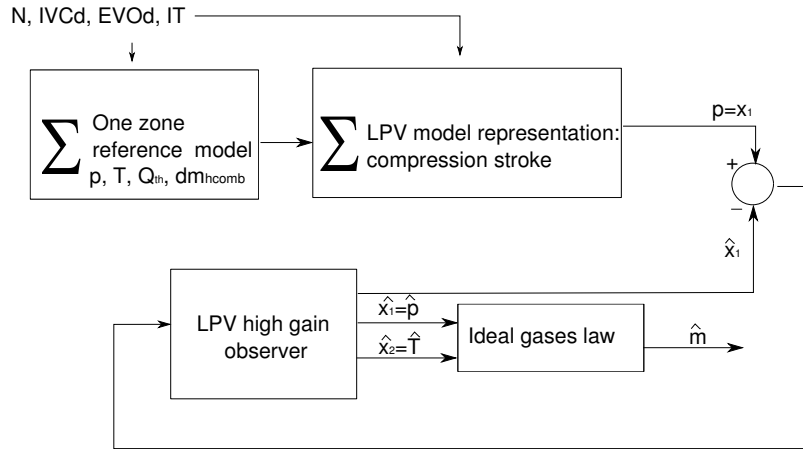 N, IVCd, EVOd, IT
∑ One zone
reference model
p, T, Qth, dmhcomb
∑ LPV model representation:
compression stroke
p=x1
+
−
x̂1
LPV high gain
observer
x̂1=p̂
x̂2=T̂
Ideal gases law
m̂